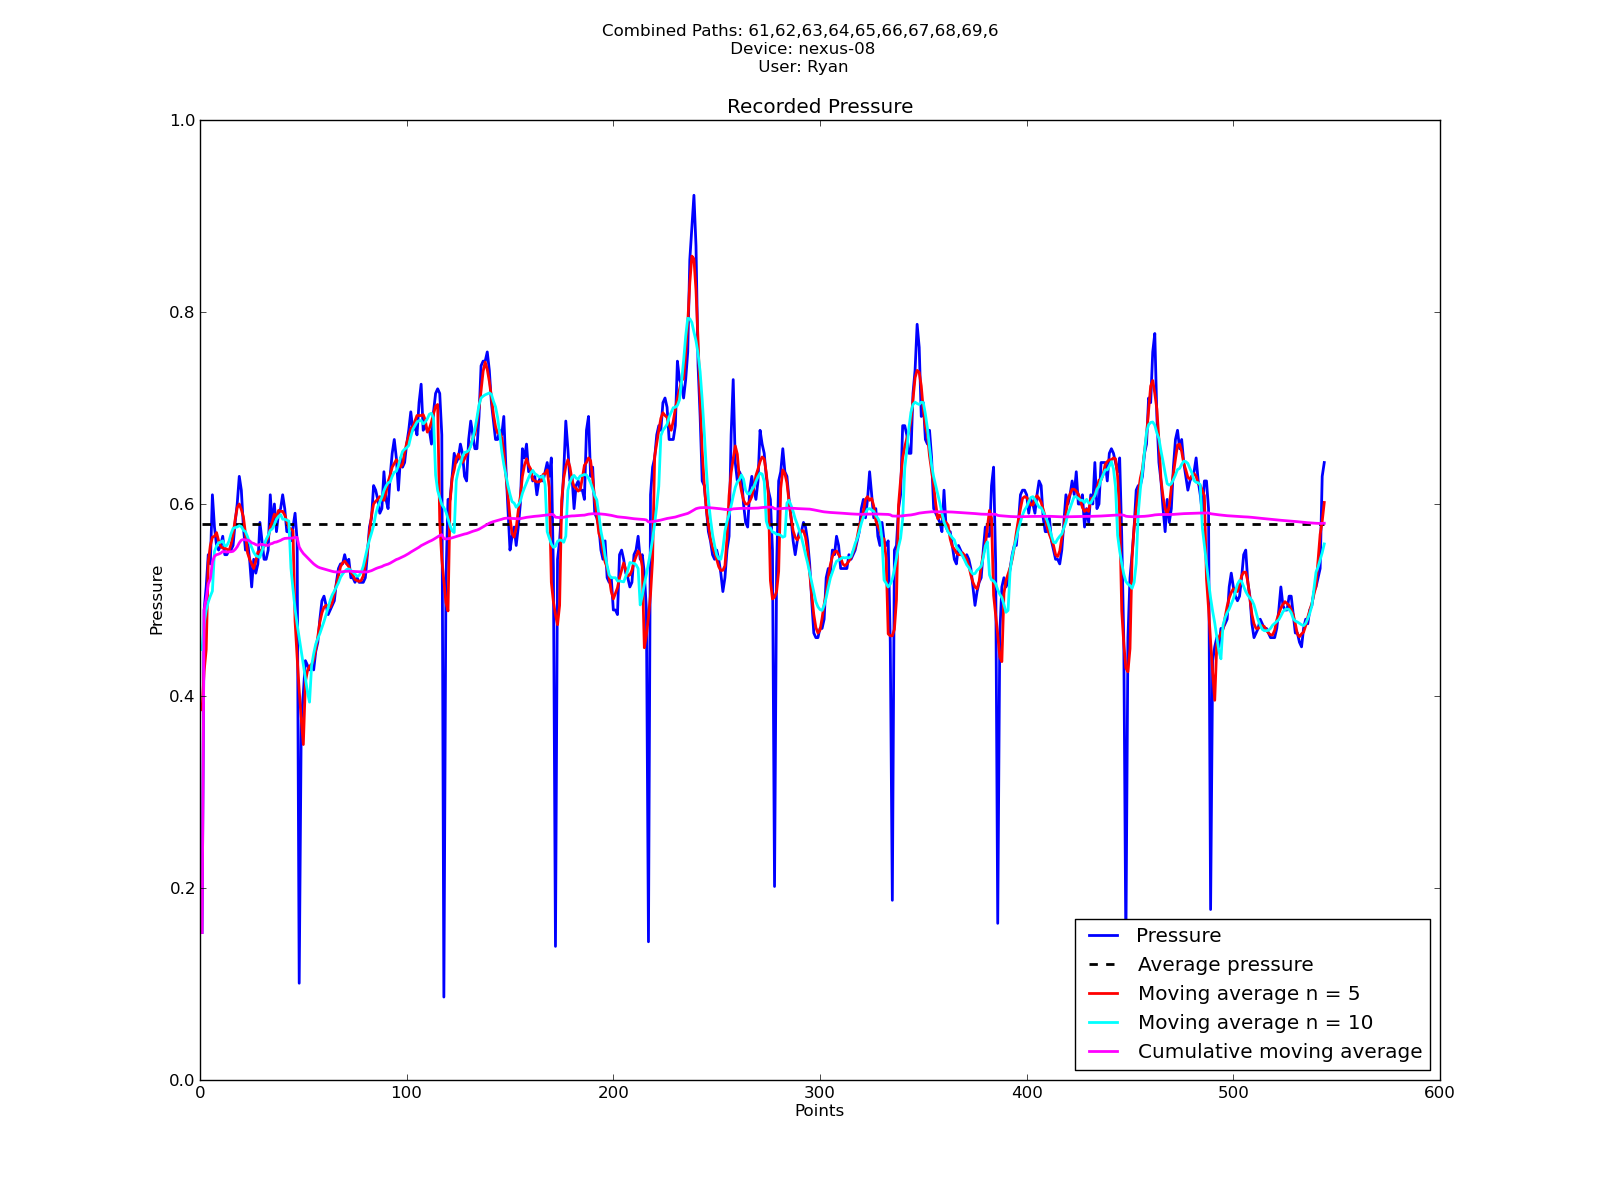 Combined Paths: 61,62,63,64,65,66,67,68,69,6
Device: nexus-08
User: Ryan
Recorded Pressure
1.0
0.8
0.6
0.4
0.2
0.0
Pressure
0 100 200 300 400 500 600
Points
Pressure
Average pressure
Moving average n = 5
Moving average n = 10
Cumulative moving average